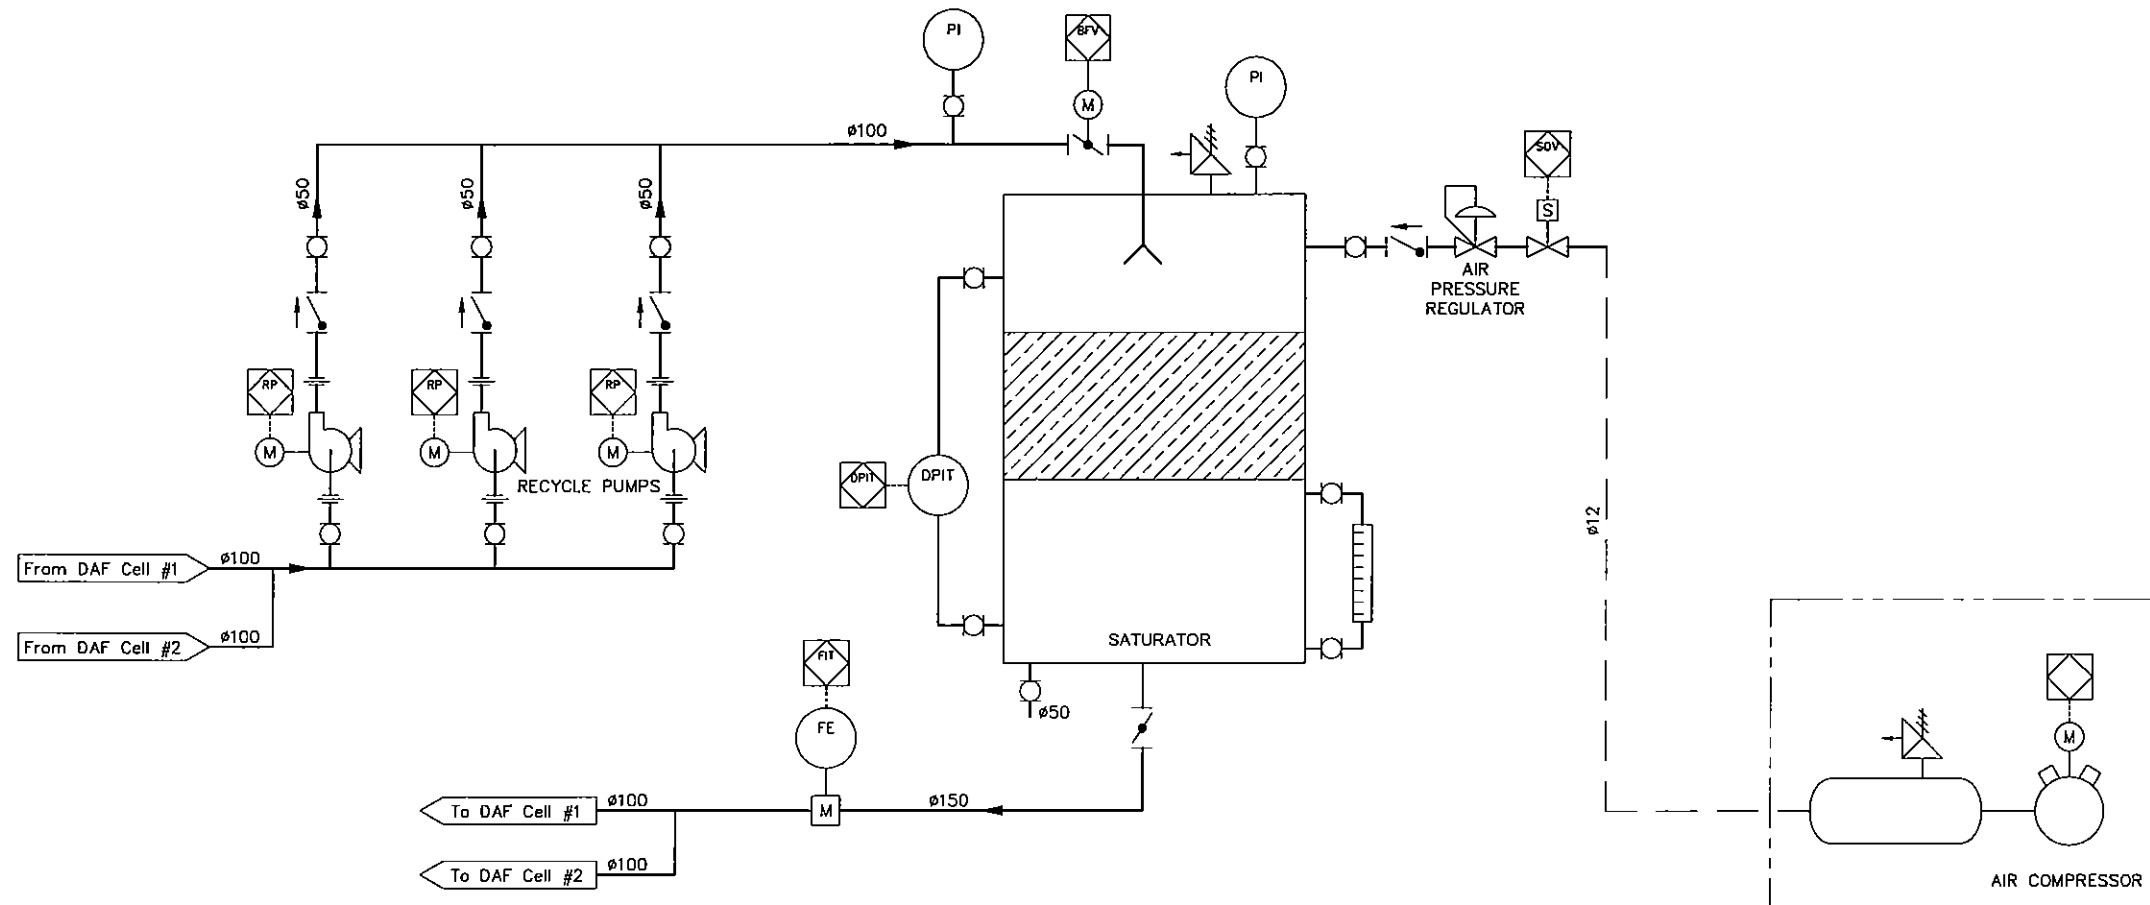 PI
BFV
M
PI
ø100
SOV
S
ø50
ø50
ø50
AIR
PRESSURE
REGULATOR
RP
RP
RP
M
M
M
RECYCLE PUMPS
DPIT
DPIT
ø12
From DAF Cell #1
ø100
From DAF Cell #2
ø100
SATURATOR
FIT
FE
ø50
M
To DAF Cell #1
ø100
M
ø150
To DAF Cell #2
ø100
AIR COMPRESSOR